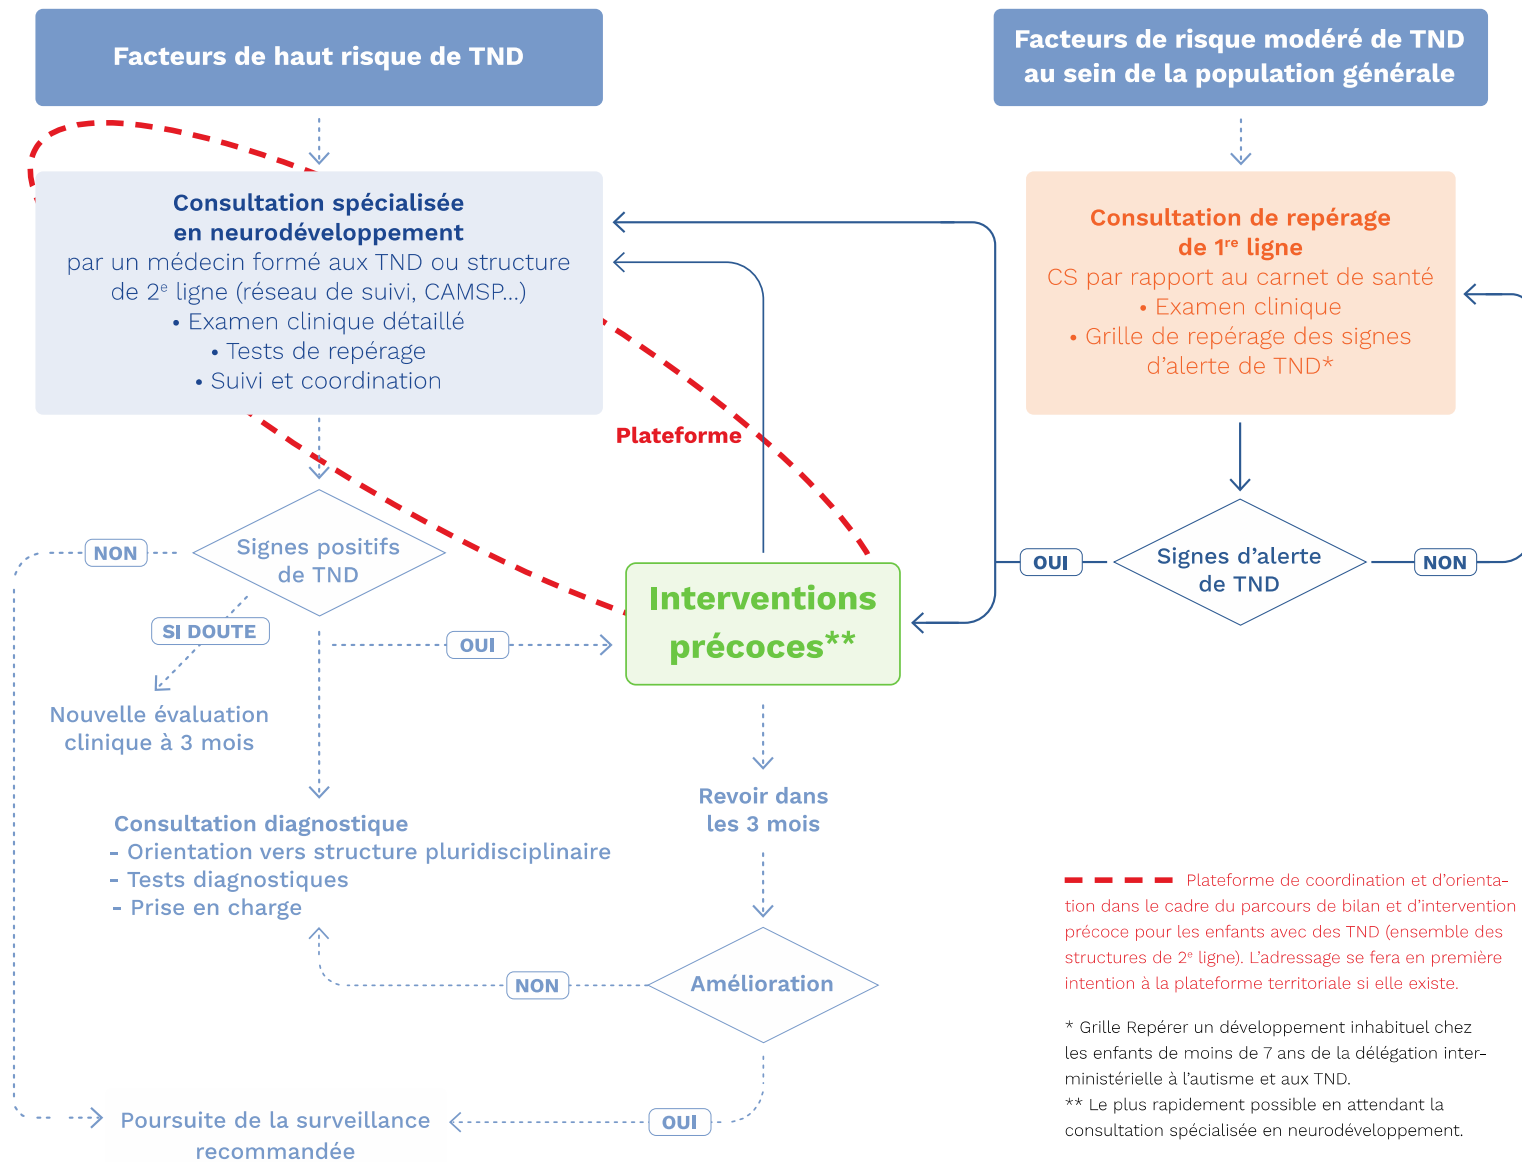 Facteurs de haut risque de TND
Facteurs de risque modéré de TND
au sein de la population générale
Consultation spécialisée
en neurodéveloppement
par un médecin formé aux TND ou structure
de 2e ligne (réseau de suivi, CAMSP...)
• Examen clinique détaillé
• Tests de repérage
• Suivi et coordination
Consultation de repérage
de 1re ligne
CS par rapport au carnet de santé
• Examen clinique
• Grille de repérage des signes
d'alerte de TND*
Plateforme
Signes positifs
de TND
NON
SI DOUTE
OUI
Interventions
précoces**
OUI
Signes d'alerte
de TND
NON
Nouvelle évaluation
clinique à 3 mois
Consultation diagnostique
- Orientation vers structure pluridisciplinaire
- Tests diagnostiques
- Prise en charge
Revoir dans
les 3 mois
NON
Amélioration
OUI
Poursuite de la surveillance
recommandée
Plateforme de coordination et d'orienta-
tion dans le cadre du parcours de bilan et d'intervention
précoce pour les enfants avec des TND (ensemble des
structures de 2e ligne). L'adressage se fera en première
intention à la plateforme territoriale si elle existe.
* Grille Repérer un développement inhabituel chez
les enfants de moins de 7 ans de la délégation inter-
ministérielle à l'autisme et aux TND.
** Le plus rapidement possible en attendant la
consultation spécialisée en neurodéveloppement.